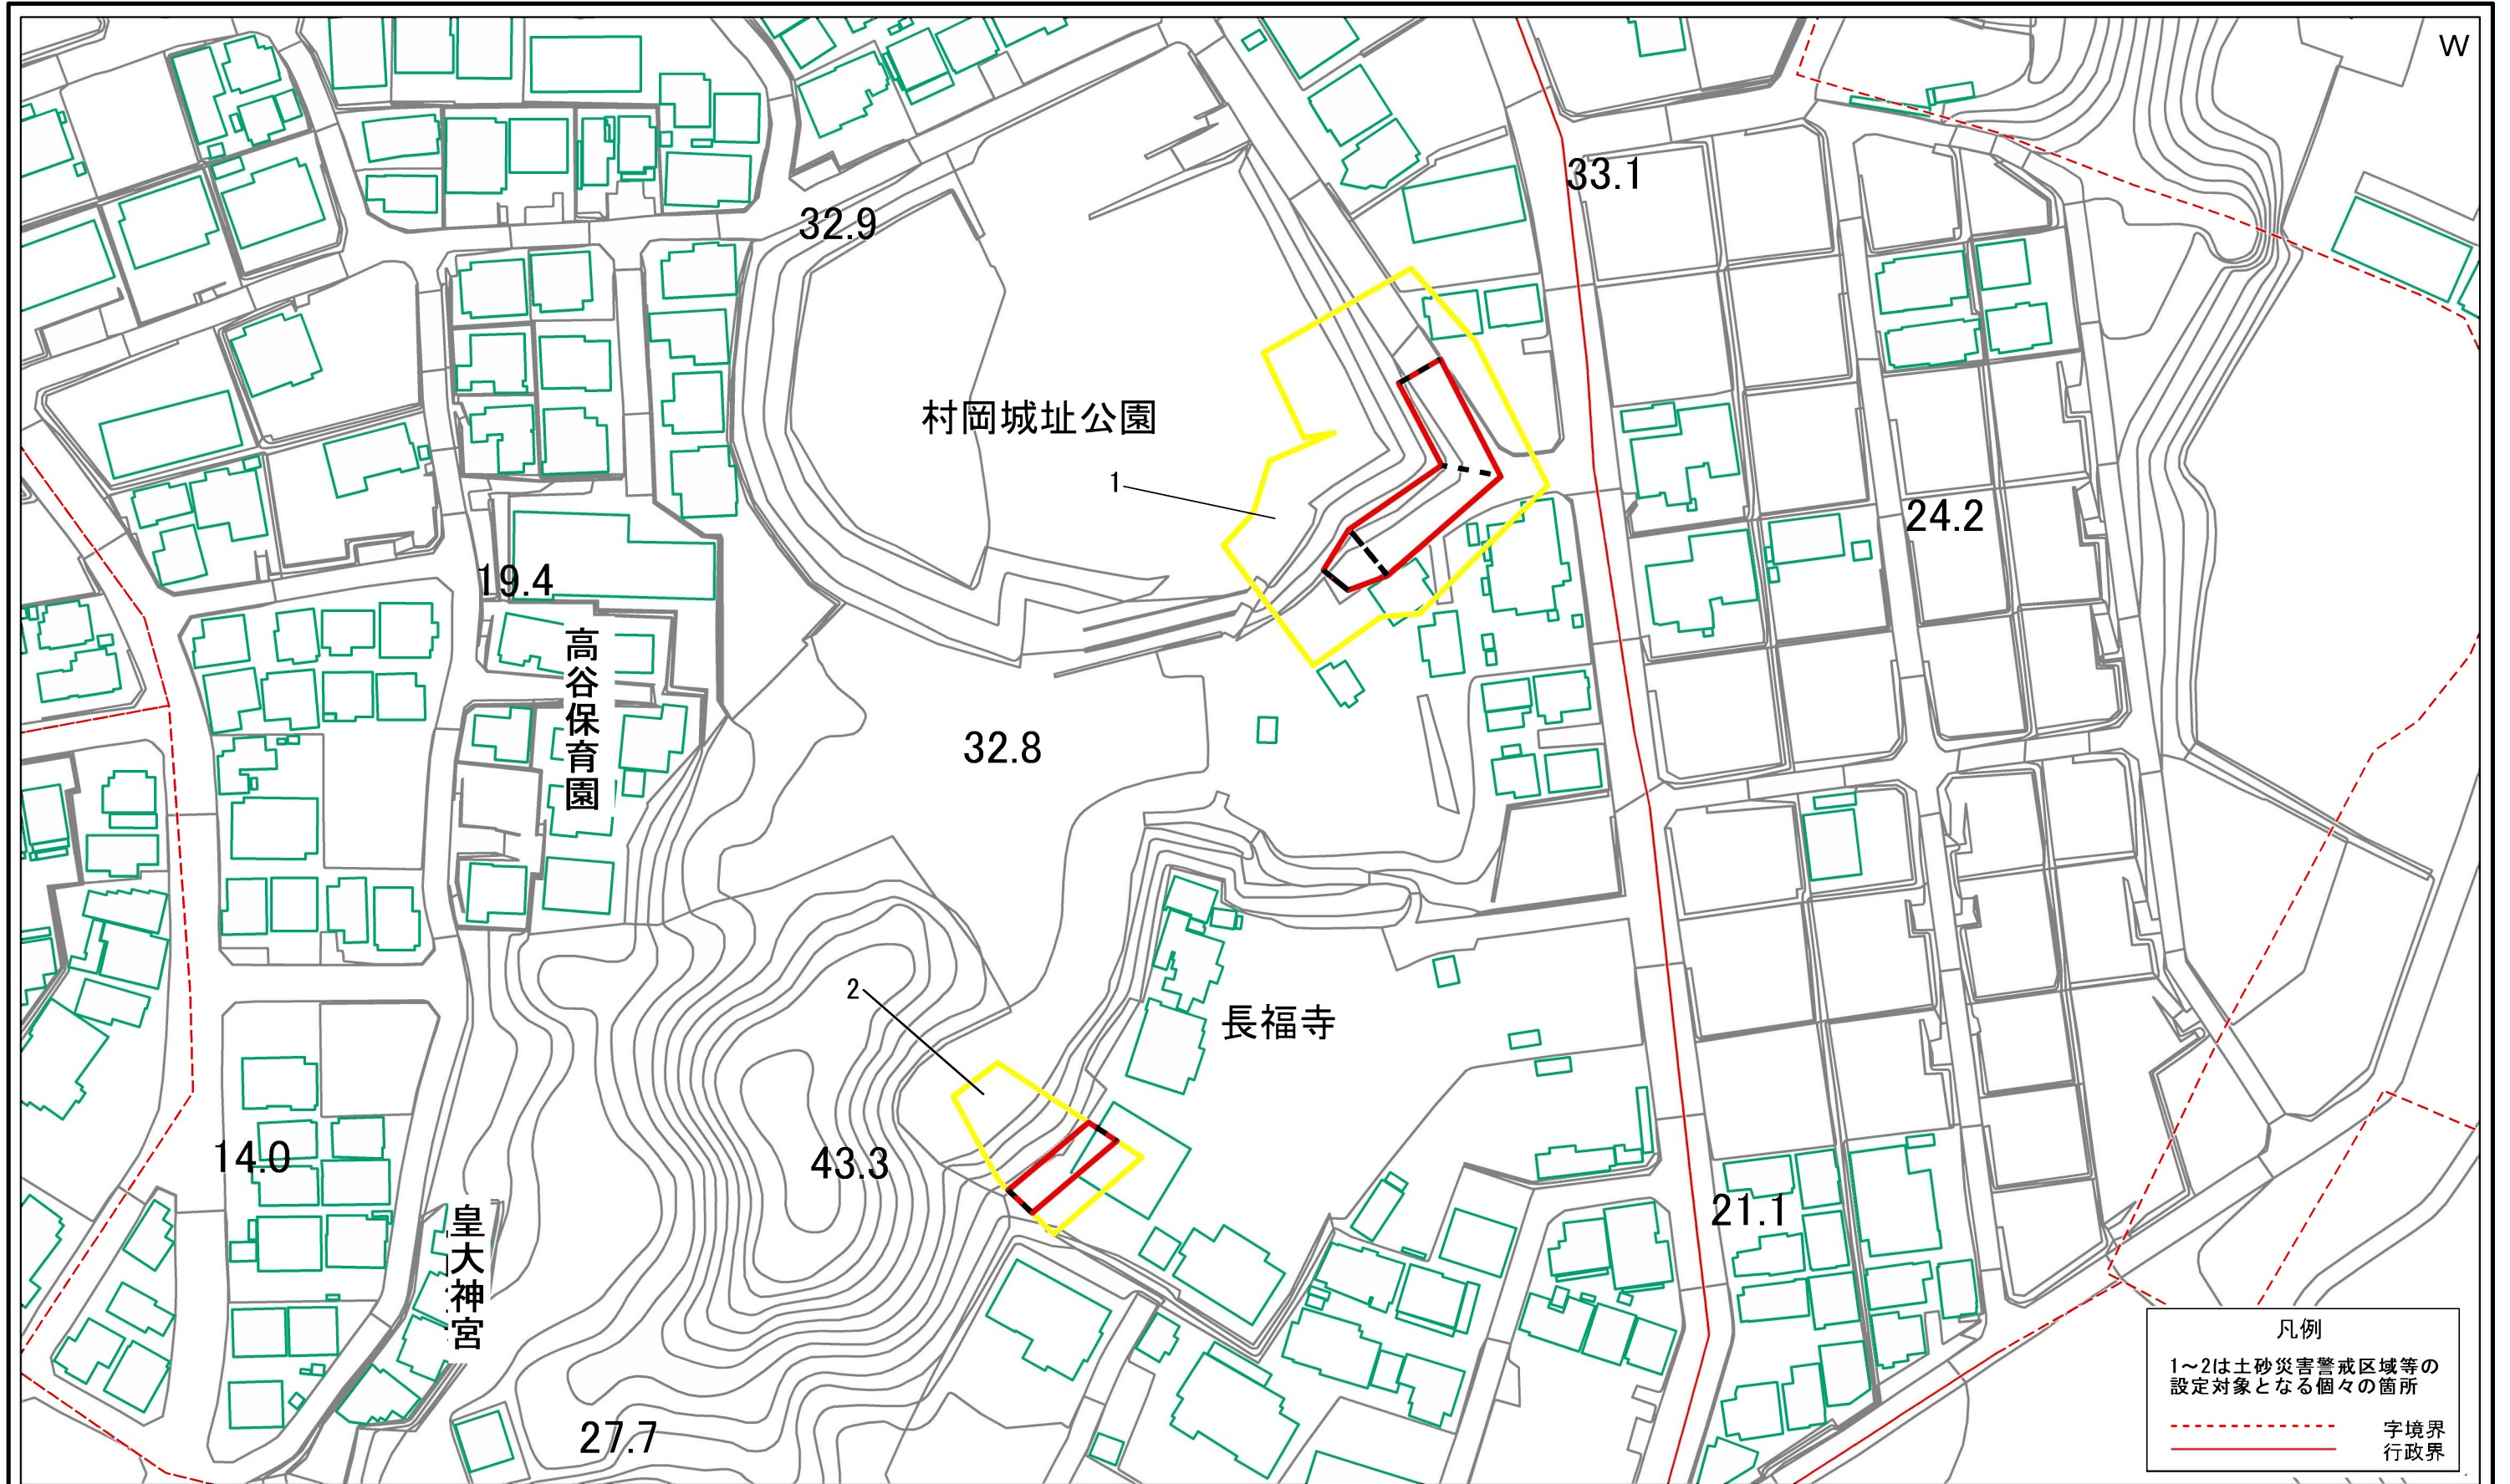 W
33.1
32.9
村岡城址公園
1
24.2
19.4
高谷保育園
32.8
2
長福寺
14.0
43.3
皇大神宮
21.1
27.7
凡例
1～2は土砂災害警戒区域等の
設定対象となる個々の箇所
字境界
行政界